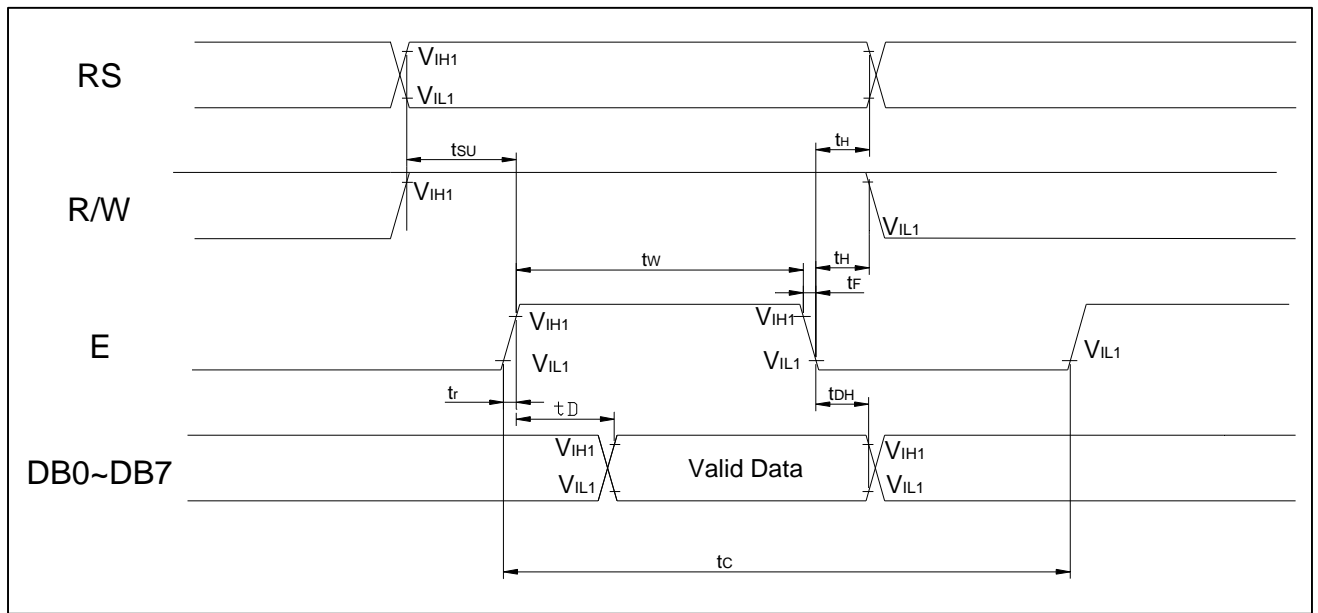 RS
VIH1
VIL1
tSU
tH
R/W
VIH1
VIL1
tW
tH
tF
E
VIH1
VIH1
VIL1
VIL1
VIL1
tr
tD
tDH
DB0~DB7
VIH1
Valid Data
VIH1
VIL1
VIL1
tC